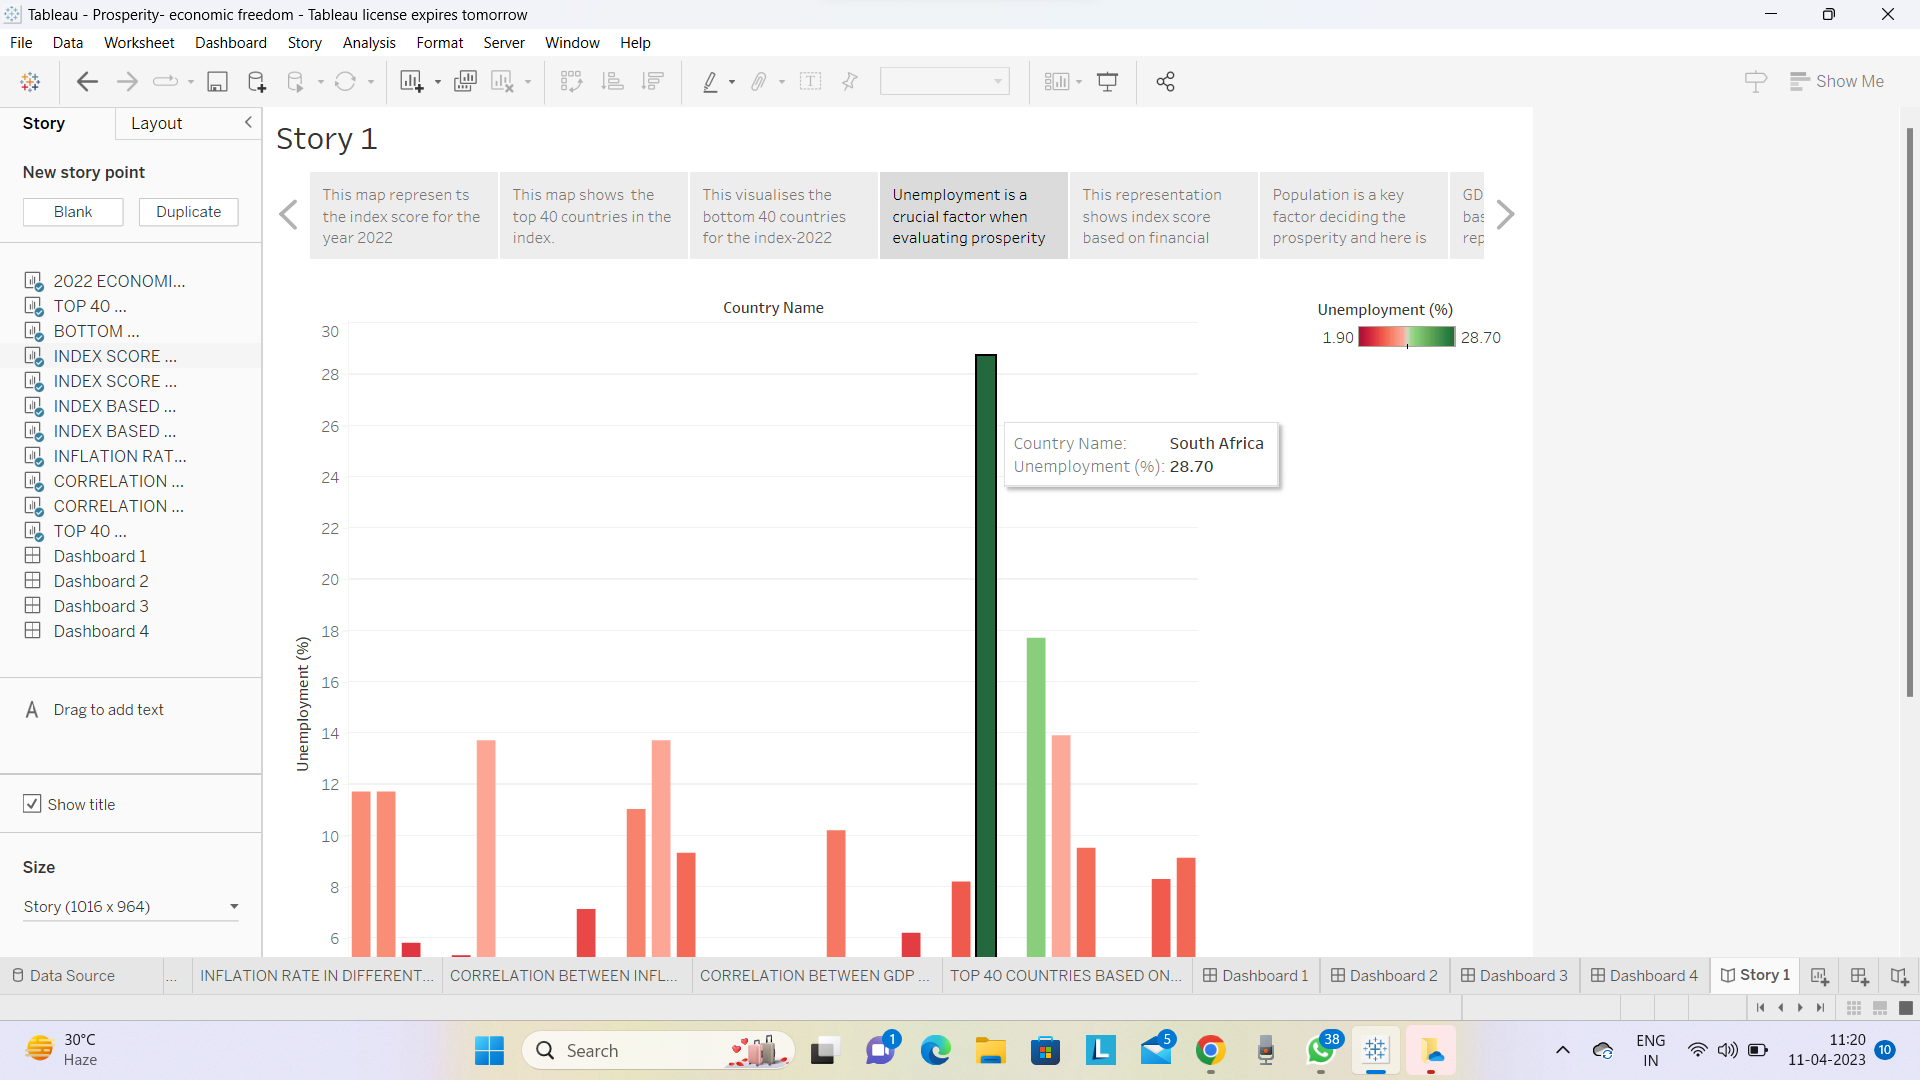 Tableau - Prosperity- economic freedom - Tableau license expires tomorrow
File Data Worksheet Dashboard Story Analysis Format Server Window Help
Show Me
Story Layout
New story point
Blank Duplicate
2022 ECONOMI...
TOP 40 ...
BOTTOM ...
INDEX SCORE ...
INDEX SCORE ...
INDEX BASED ...
INDEX BASED ...
INFLATION RAT...
CORRELATION ...
CORRELATION ...
TOP 40 ...
Dashboard 1
Dashboard 2
Dashboard 3
Dashboard 4
A Drag to add text
Show title
Size
Story (1016 x 964)
Story 1
This map represen ts
the index score for the
year 2022
This map shows the
top 40 countries in the
index.
This visualises the
bottom 40 countries
for the index-2022
Unemployment is a
crucial factor when
evaluating prosperity
This representation
shows index score
based on financial
Population is a key
factor deciding the
prosperity and here is
GD
bas
rep
Country Name
Unemployment (%)
1.90 28.70
30
28
26
24
22
20
18
16
14
12
10
8
6
Unemployment (%)
Country Name: South Africa
Unemployment (%): 28.70
Data Source ... INFLATION RATE IN DIFFERENT... CORRELATION BETWEEN INFL... CORRELATION BETWEEN GDP ... TOP 40 COUNTRIES BASED ON... Dashboard 1 Dashboard 2 Dashboard 3 Dashboard 4 Story 1
30°C
Haze
Search
1
L
5
38
ENG
IN
11:20
11-04-2023
10